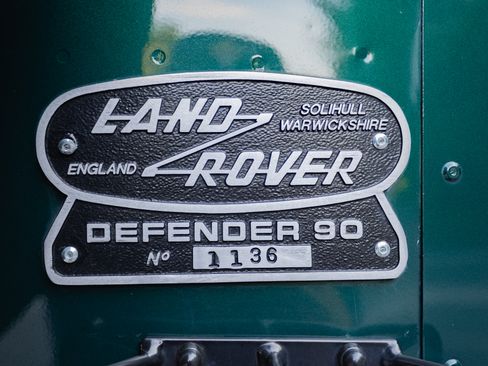 LAND
SOLIHULL
WARWICKSHIRE
ENGLAND
ROVER
DEFENDER 90
Nº 1136